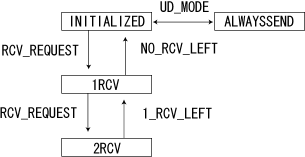 UD_MODE
INITIALIZED
ALWAYSSEND
RCV_REQUEST
NO_RCV_LEFT
1RCV
RCV_REQUEST
1_RCV_LEFT
2RCV